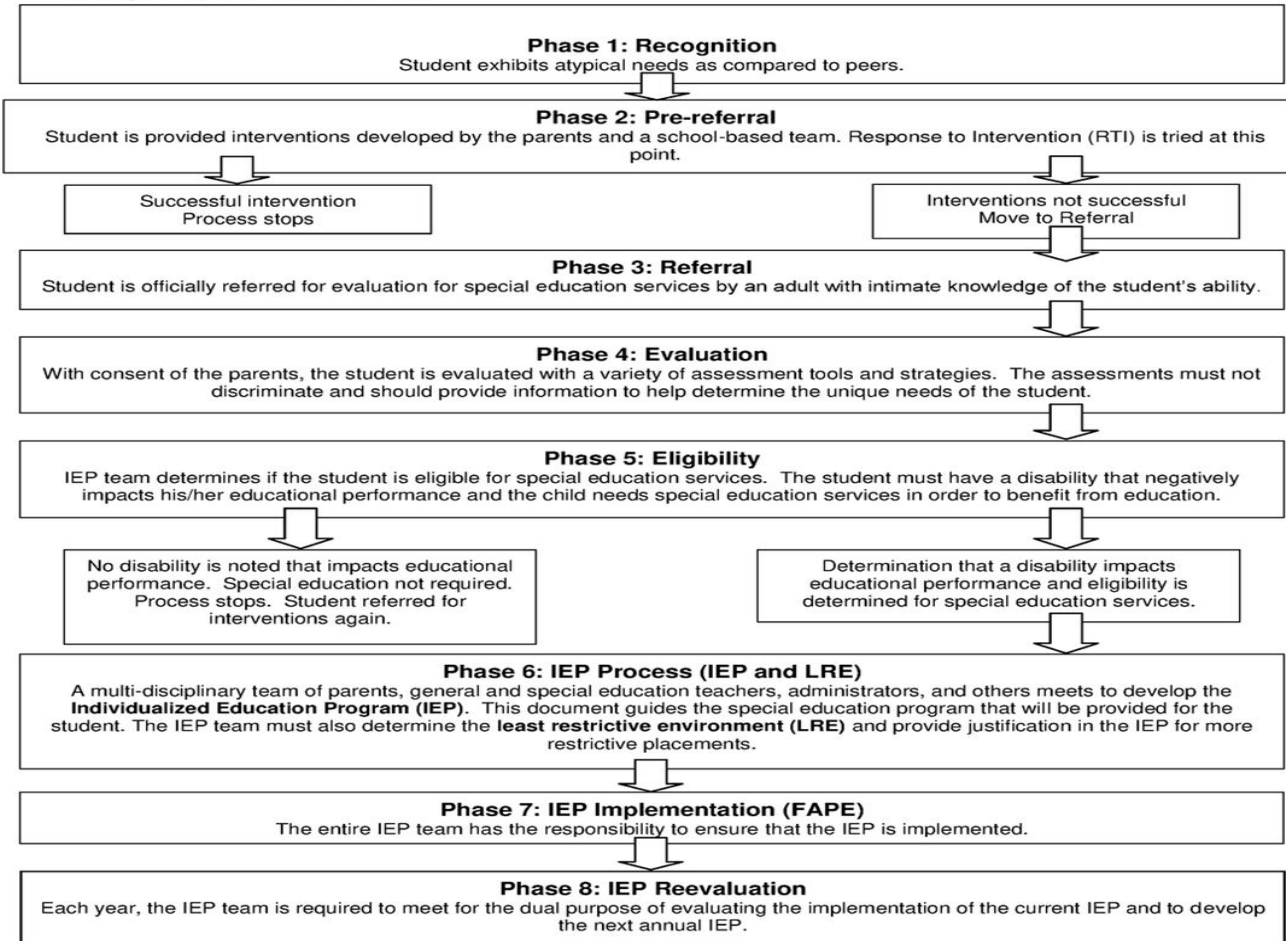 Phase 1: Recognition
Student exhibits atypical needs as compared to peers.
Phase 2: Pre-referral
Student is provided interventions developed by the parents and a school-based team. Response to Intervention (RTI) is tried at this
point.
Successful intervention
Process stops
Interventions not successful
Move to Referral
Phase 3: Referral
Student is officially referred for evaluation for special education services by an adult with intimate knowledge of the student's ability.
Phase 4: Evaluation
With consent of the parents, the student is evaluated with a variety of assessment tools and strategies. The assessments must not
discriminate and should provide information to help determine the unique needs of the student.
Phase 5: Eligibility
IEP team determines if the student is eligible for special education services. The student must have a disability that negatively
impacts his/her educational performance and the child needs special education services in order to benefit from education.
No disability is noted that impacts educational
performance. Special education not required.
Process stops. Student referred for
interventions again.
Determination that a disability impacts
educational performance and eligibility is
determined for special education services.
Phase 6: IEP Process (IEP and LRE)
A multi-disciplinary team of parents, general and special education teachers, administrators, and others meets to develop the
Individualized Education Program (IEP). This document guides the special education program that will be provided for the
student. The IEP team must also determine the least restrictive environment (LRE) and provide justification in the IEP for more
restrictive placements.
Phase 7: IEP Implementation (FAPE)
The entire IEP team has the responsibility to ensure that the IEP is implemented.
Phase 8: IEP Reevaluation
Each year, the IEP team is required to meet for the dual purpose of evaluating the implementation of the current IEP and to develop
the next annual IEP.